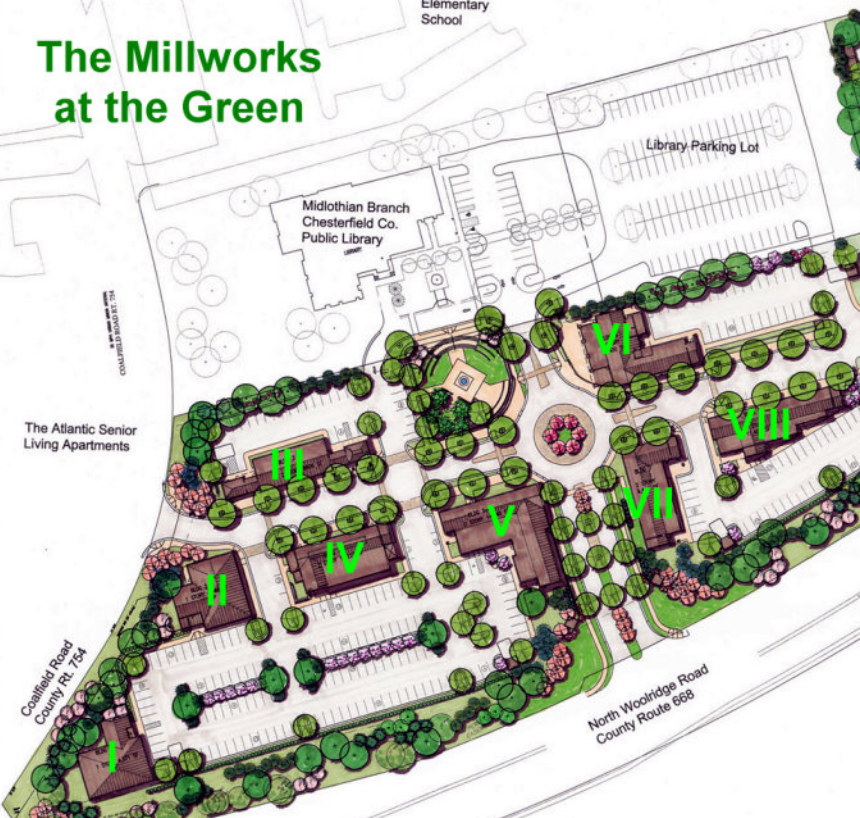 Elementary
School
The Millworks
at the Green
Library Parking Lot
Midlothian Branch
Chesterfield Co.
Public Library
LIBRARY
COALFIELD ROAD RT. 754
VI
The Atlantic Senior
Living Apartments
VIII
III
VII
V
IV
II
Coalfield Road
County Rt. 754
North Woolridge Road
County Route 668
I